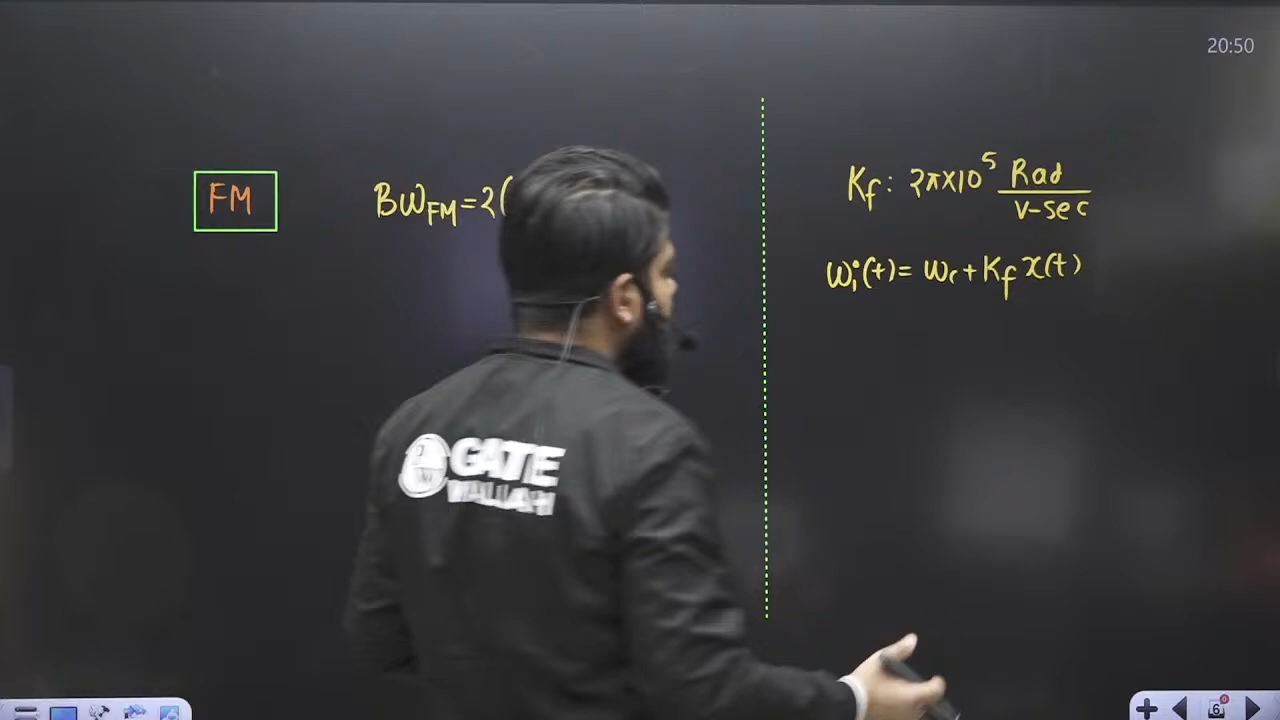 20:50
FM
BW_FM = 2(
K_f : 2π×10^5 Rad/V-sec
ω_i(t) = ω_c + K_f x(t)
GATE
WALLAH
6